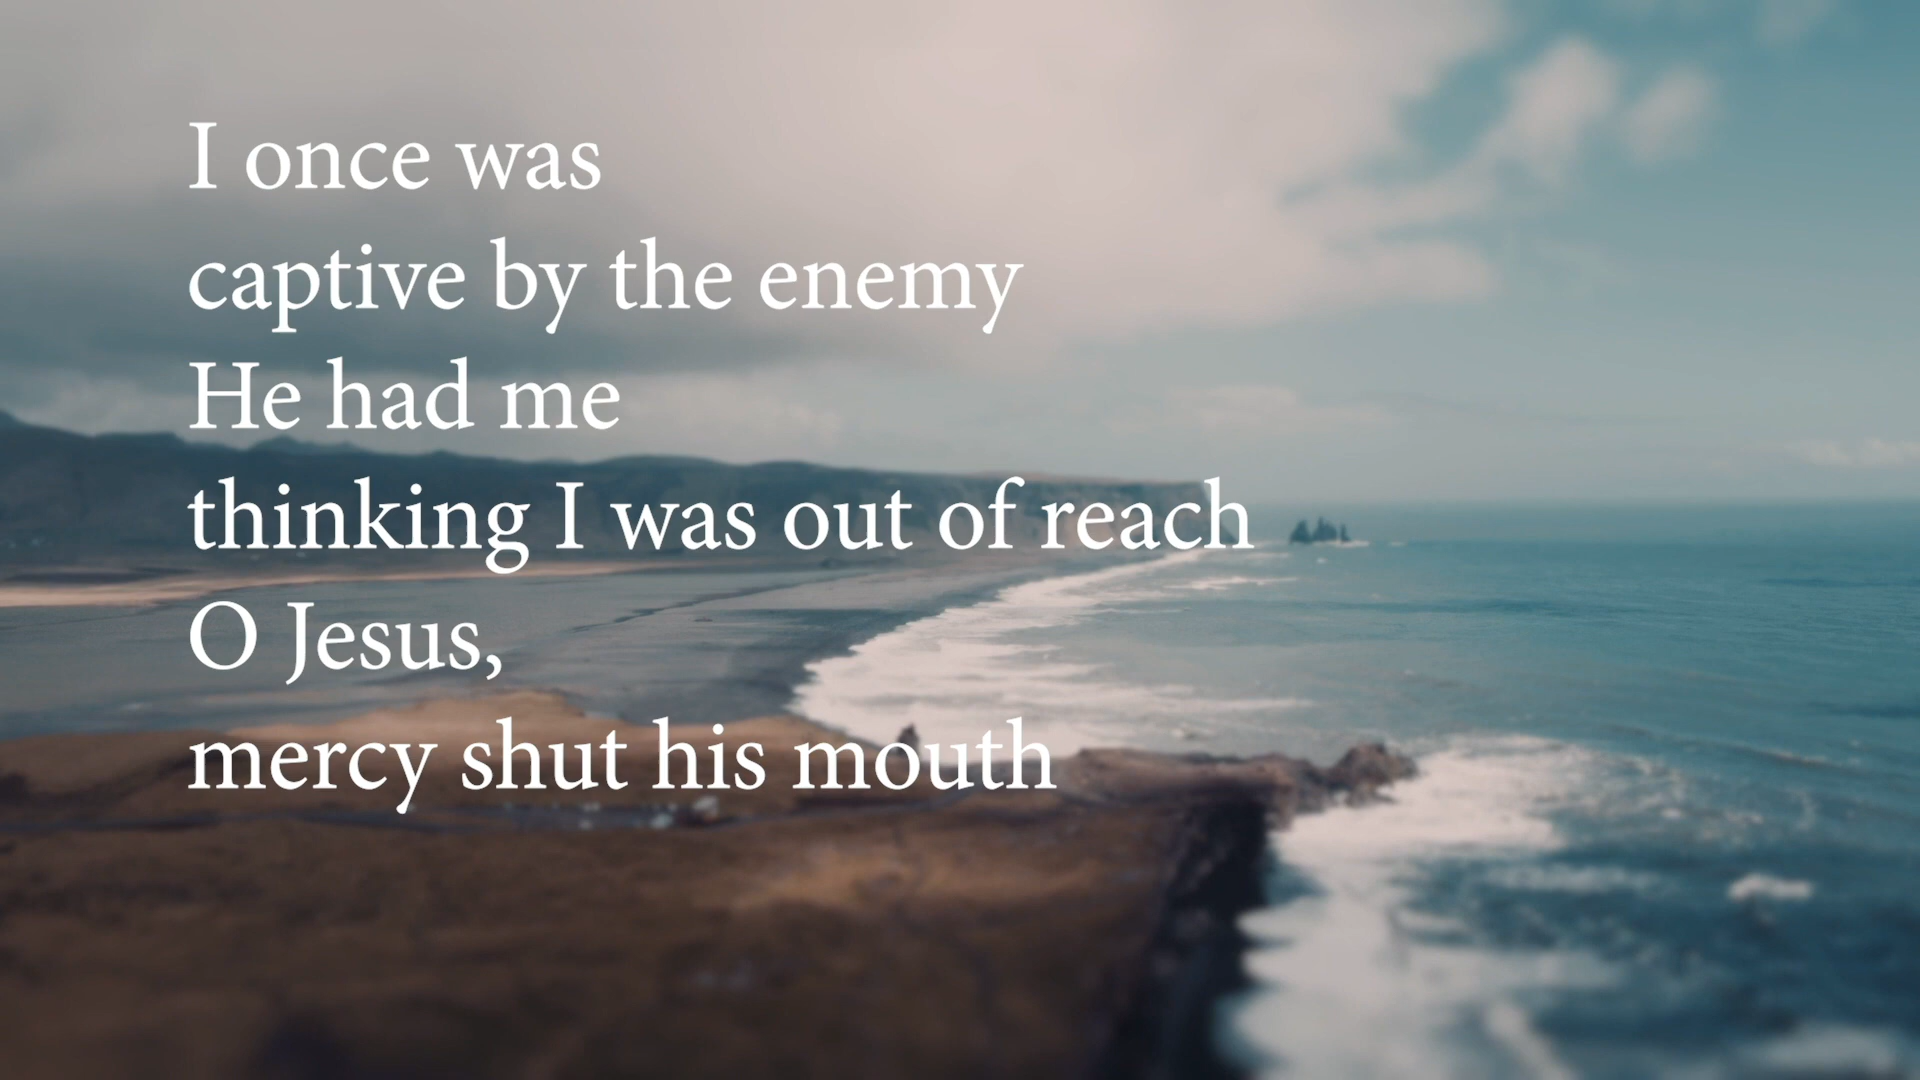 I once was
captive by the enemy
He had me
thinking I was out of reach
O Jesus,
mercy shut his mouth